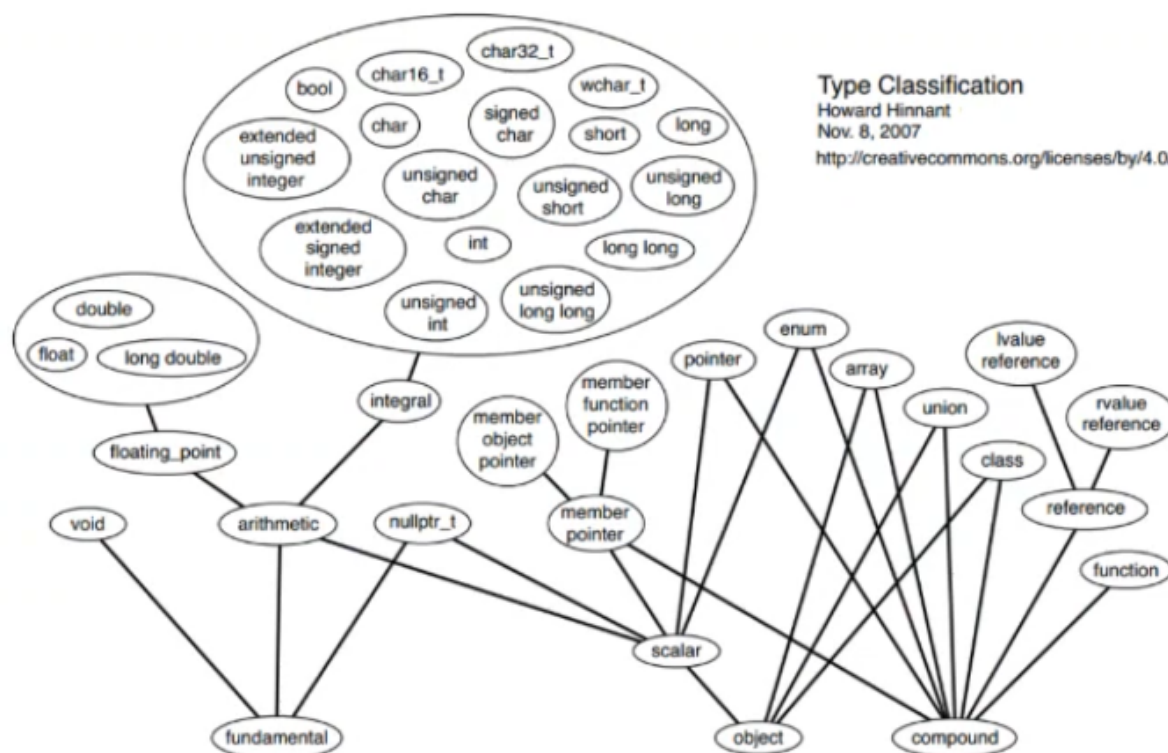 char32_t
char16_t
bool
wchar_t
Type Classification
Howard Hinnant
Nov. 8, 2007
http://creativecommons.org/licenses/by/4.0
char
signed
char
short
long
extended
unsigned
integer
unsigned
char
unsigned
short
unsigned
long
extended
signed
integer
int
long long
unsigned
int
unsigned
long long
double
float
long double
enum
lvalue
reference
pointer
array
integral
member
function
pointer
member
object
pointer
union
rvalue
reference
floating_point
class
void
arithmetic
nullptr_t
member
pointer
reference
function
scalar
fundamental
object
compound